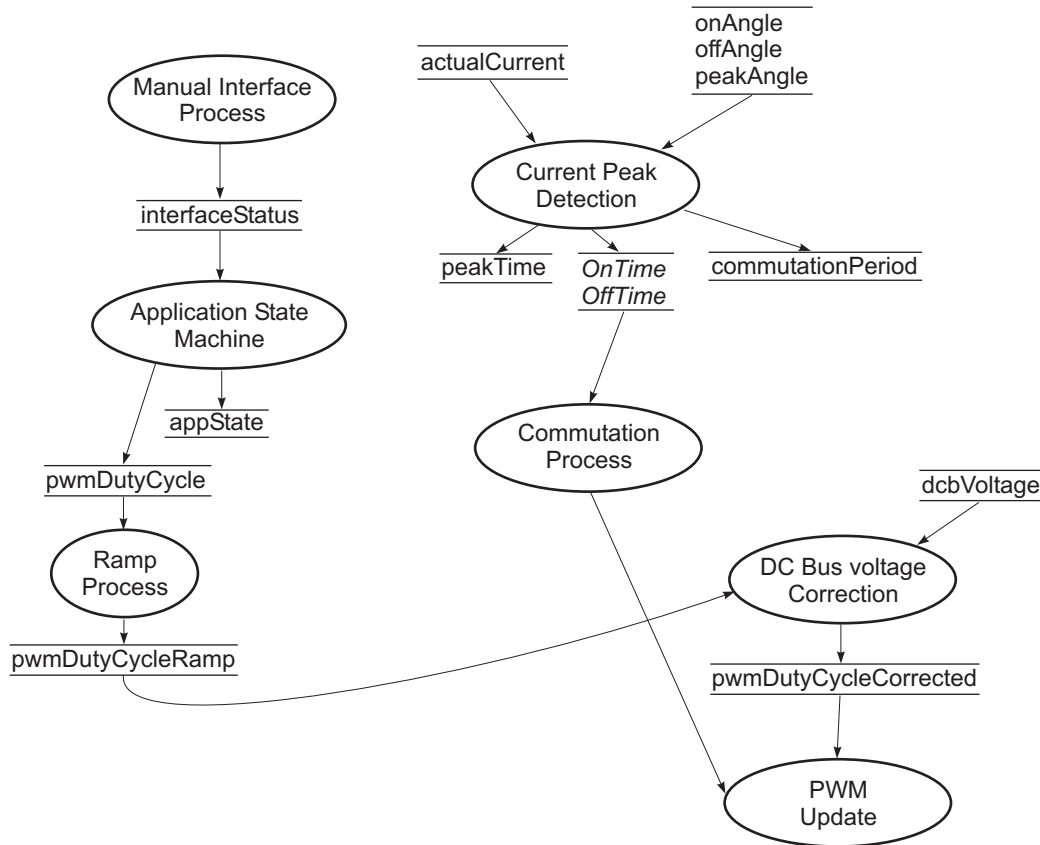 onAngle
offAngle
peakAngle
actualCurrent
Manual Interface
Process
Current Peak
Detection
interfaceStatus
peakTime
OnTime
OffTime
commutationPeriod
Application State
Machine
appState
Commutation
Process
pwmDutyCycle
dcbVoltage
Ramp
Process
DC Bus voltage
Correction
pwmDutyCycleRamp
pwmDutyCycleCorrected
PWM
Update